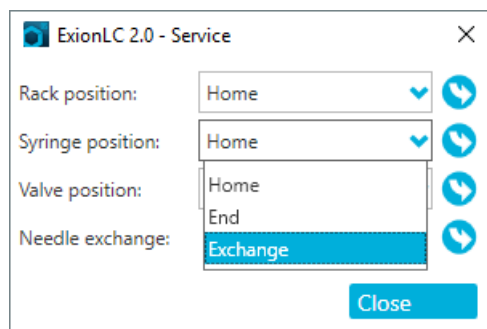 ExionLC 2.0 - Service
Rack position: Home
Syringe position: Home
Home
Valve position:
End
Needle exchange:
Exchange
Close